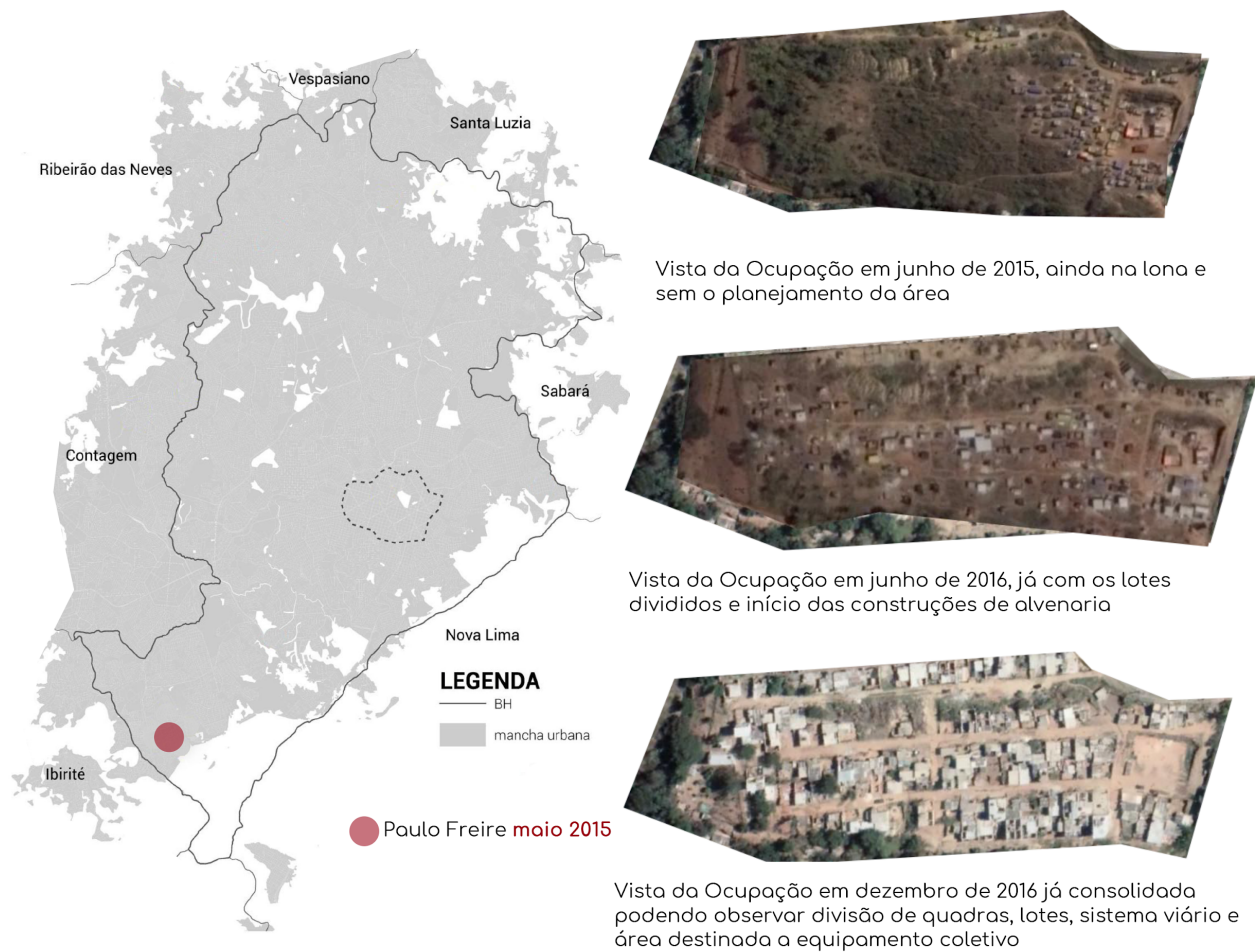 Vespasiano
Santa Luzia
Ribeirão das Neves
Sabará
Contagem
Nova Lima
LEGENDA
BH
mancha urbana
Ibirité
Paulo Freire maio 2015
Vista da Ocupação em junho de 2015, ainda na lona e
sem o planejamento da área
Vista da Ocupação em junho de 2016, já com os lotes
divididos e início das construções de alvenaria
Vista da Ocupação em dezembro de 2016 já consolidada
podendo observar divisão de quadras, lotes, sistema viário e
área destinada a equipamento coletivo